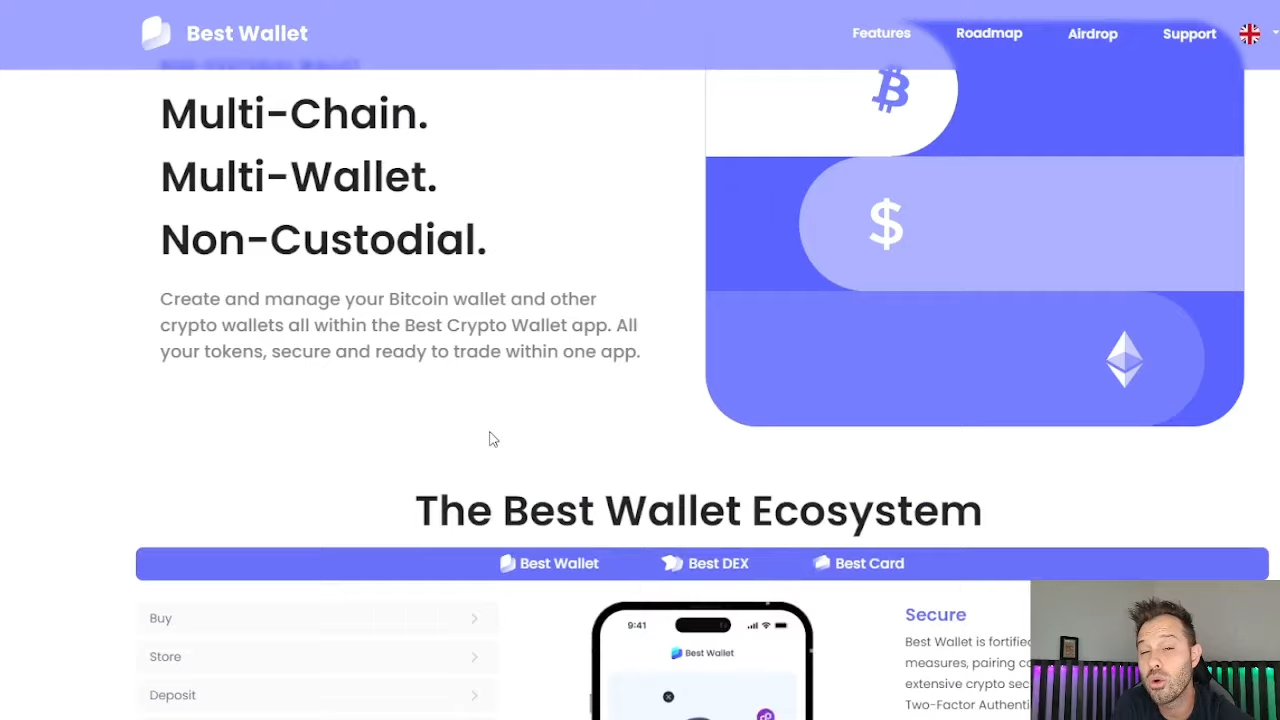 Best Wallet
Features
Roadmap
Airdrop
Support
Multi-Chain.
Multi-Wallet.
Non-Custodial.
Create and manage your Bitcoin wallet and other
crypto wallets all within the Best Crypto Wallet app. All
your tokens, secure and ready to trade within one app.
$
The Best Wallet Ecosystem
Best Wallet
Best DEX
Best Card
Buy
Store
Deposit
9:41
Best Wallet
Secure
Best Wallet is fortified
measures, pairing
extensive crypto
Two-Factor